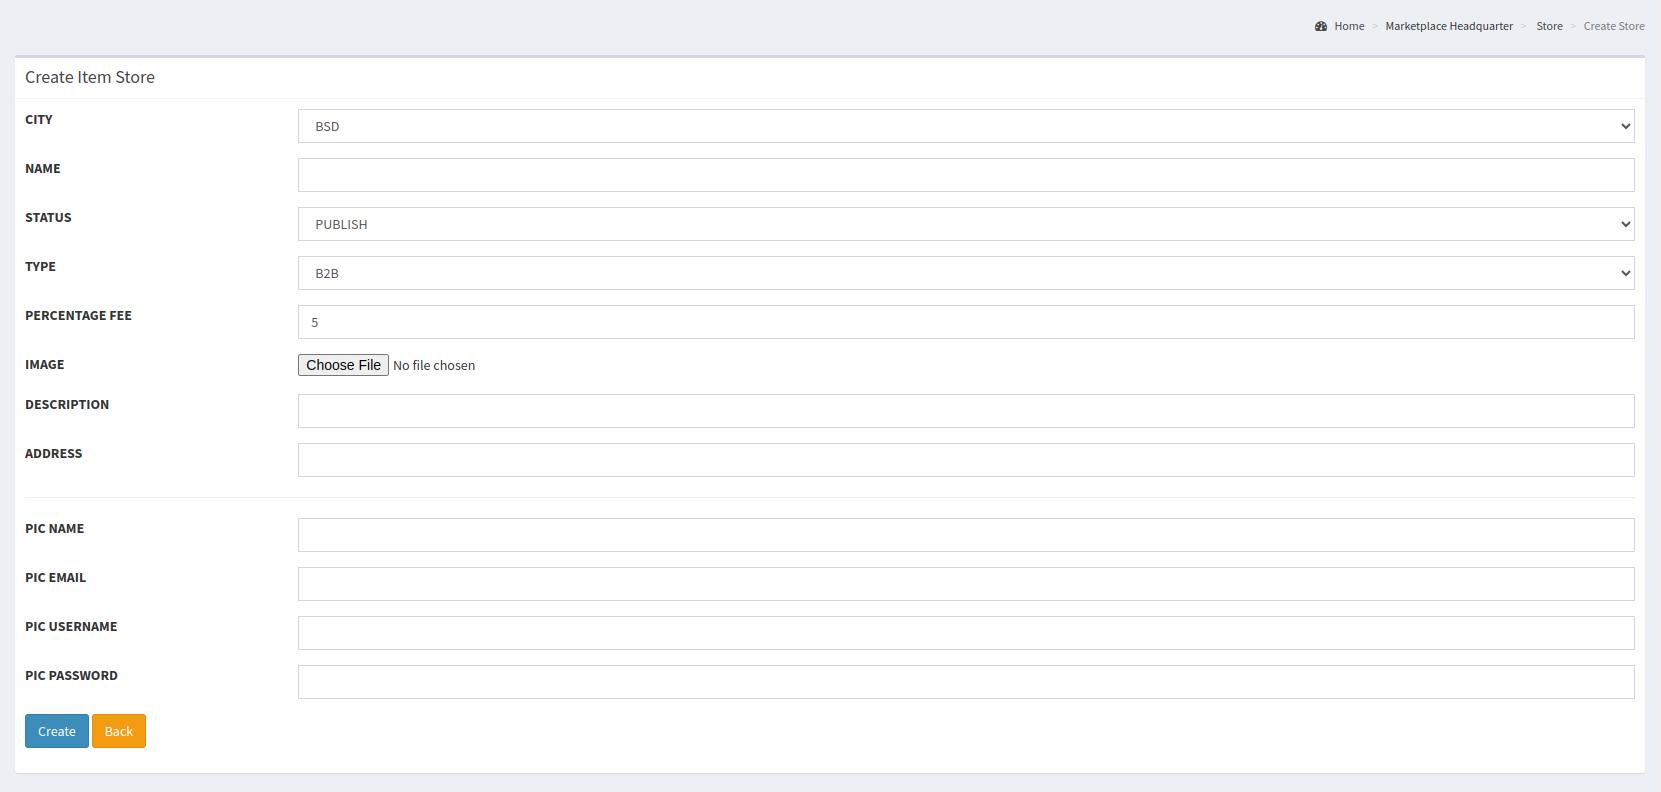 Home > Marketplace Headquarter > Store > Create Store
Create Item Store
CITY BSD
NAME
STATUS PUBLISH
TYPE B2B
PERCENTAGE FEE 5
IMAGE Choose File No file chosen
DESCRIPTION
ADDRESS
PIC NAME
PIC EMAIL
PIC USERNAME
PIC PASSWORD
Create Back